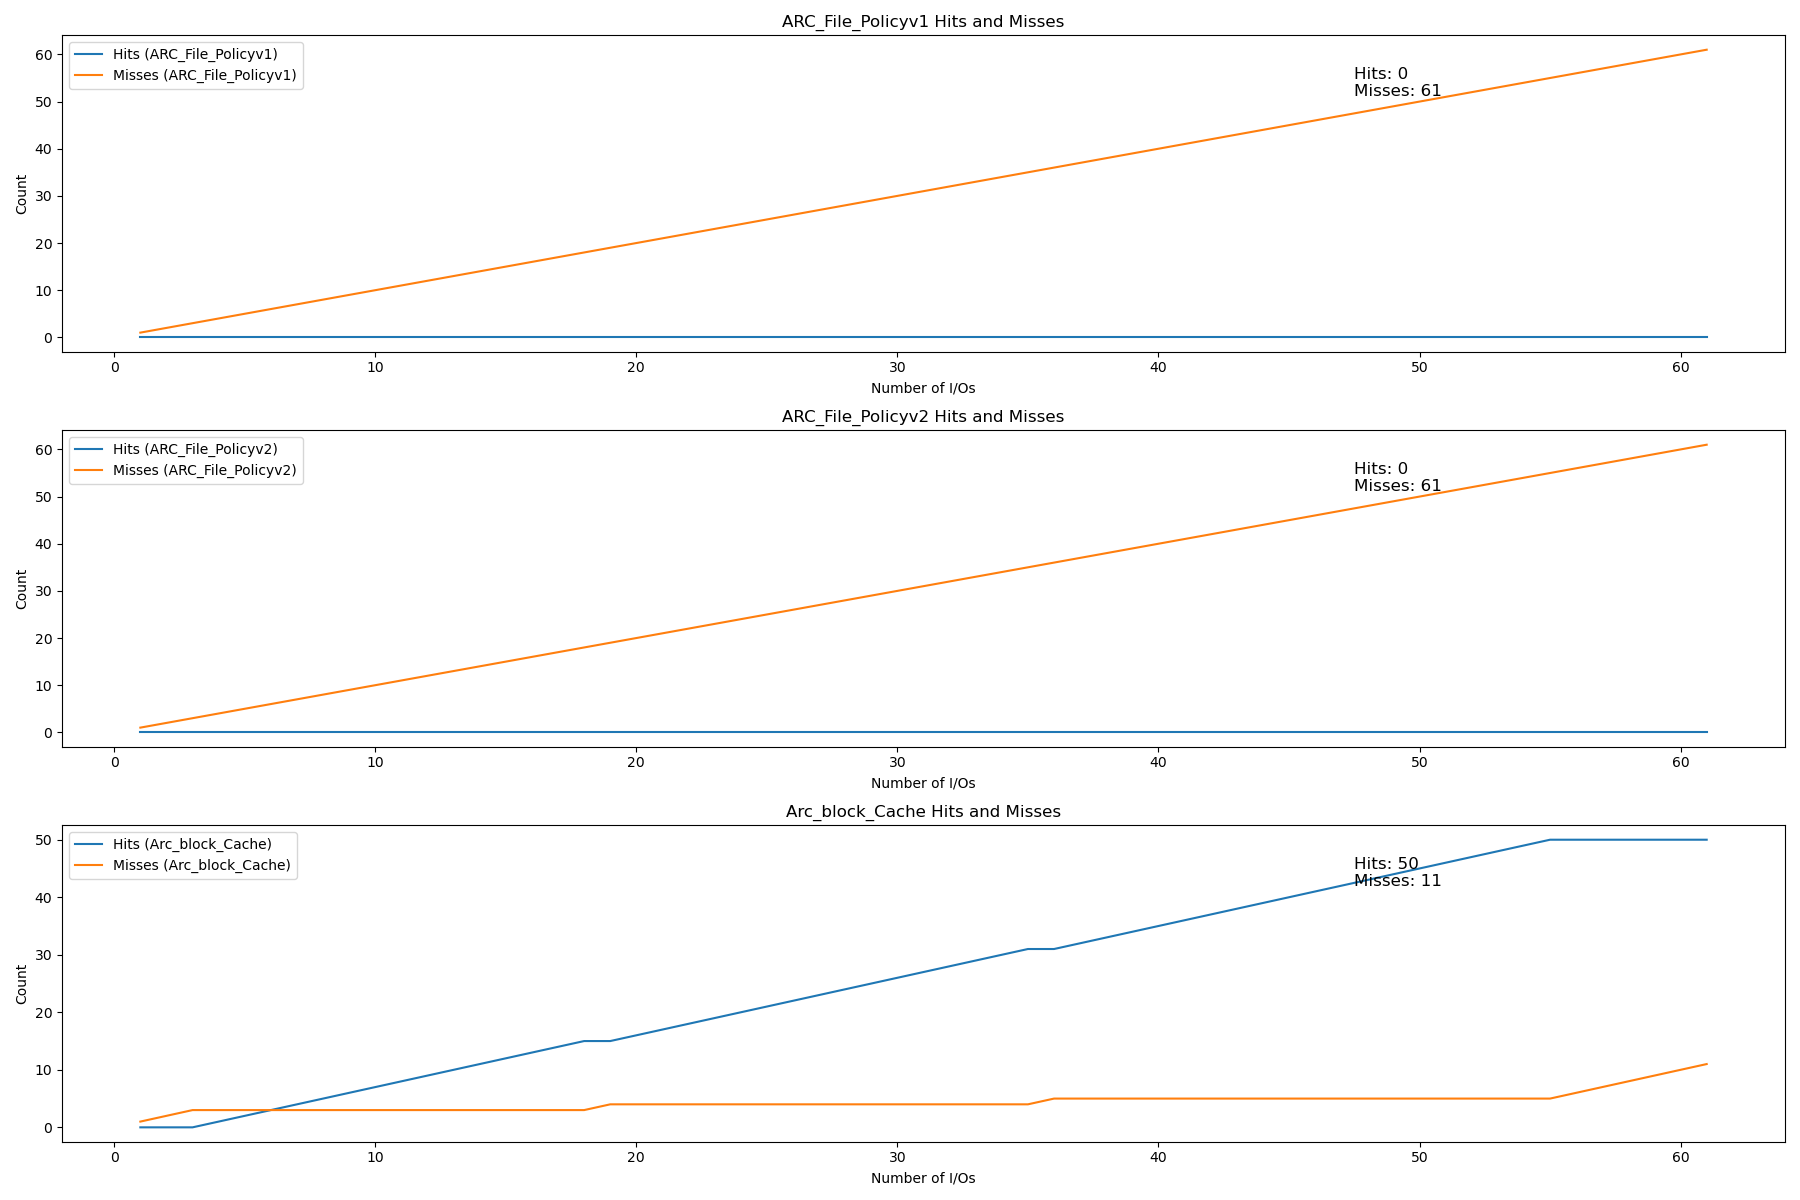 ARC_File_Policyv1 Hits and Misses
Hits (ARC_File_Policyv1)
Misses (ARC_File_Policyv1)
Hits: 0
Misses: 61
Count
60
50
40
30
20
10
0
0 10 20 30 40 50 60
Number of I/Os
ARC_File_Policyv2 Hits and Misses
Hits (ARC_File_Policyv2)
Misses (ARC_File_Policyv2)
Hits: 0
Misses: 61
Count
60
50
40
30
20
10
0
0 10 20 30 40 50 60
Number of I/Os
Arc_block_Cache Hits and Misses
Hits (Arc_block_Cache)
Misses (Arc_block_Cache)
Hits: 50
Misses: 11
Count
50
40
30
20
10
0
0 10 20 30 40 50 60
Number of I/Os